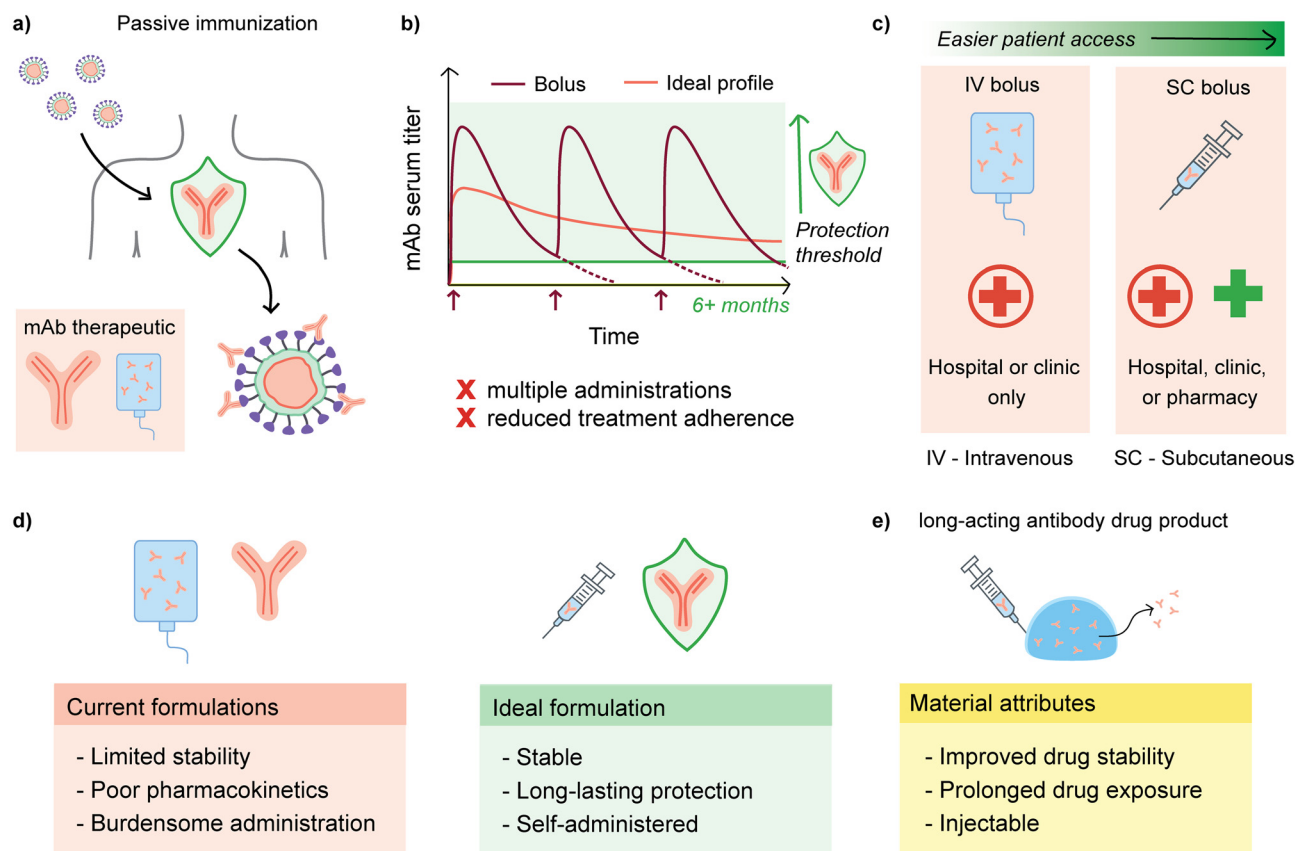 a)
Passive immunization
mAb therapeutic
b)
Bolus
Ideal profile
mAb serum titer
Protection
threshold
6+ months
Time
X multiple administrations
X reduced treatment adherence
c)
Easier patient access
IV bolus
SC bolus
Hospital or clinic
only
Hospital, clinic,
or pharmacy
IV - Intravenous
SC - Subcutaneous
d)
Current formulations
- Limited stability
- Poor pharmacokinetics
- Burdensome administration
Ideal formulation
- Stable
- Long-lasting protection
- Self-administered
e)
long-acting antibody drug product
Material attributes
- Improved drug stability
- Prolonged drug exposure
- Injectable